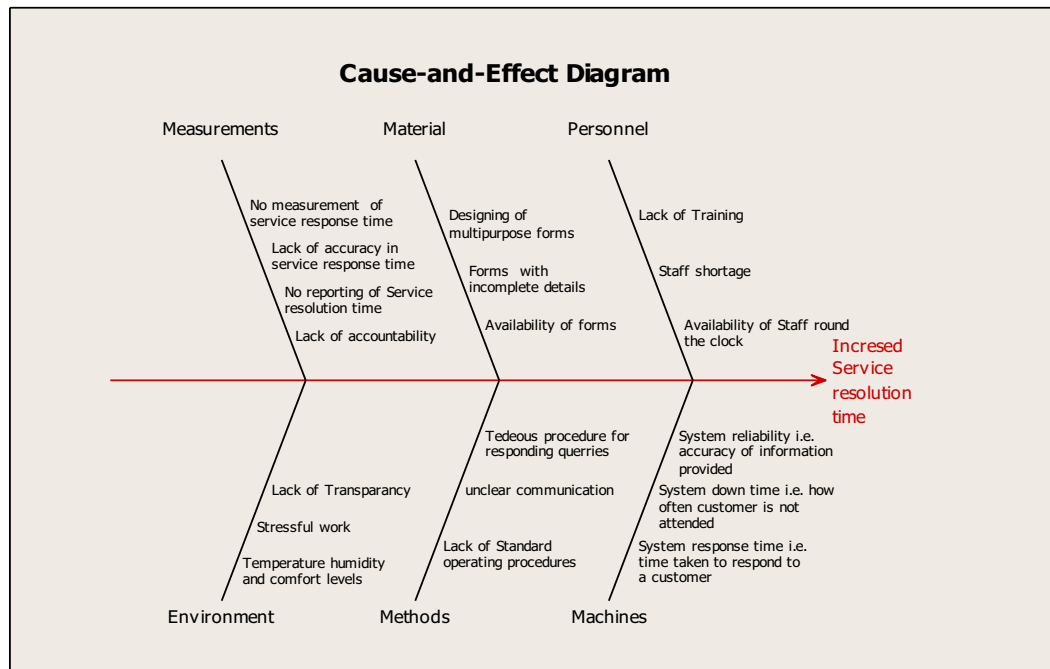 Cause-and-Effect Diagram
Measurements
Material
Personnel
No measurement of
service response time
Lack of accuracy in
service response time
No reporting of Service
resolution time
Lack of accountability
Designing of
multipurpose forms
Forms with
incomplete details
Availability of forms
Lack of Training
Staff shortage
Availability of Staff round
the clock
Incresed
Service
resolution
time
Lack of Transparancy
Stressful work
Temperature humidity
and comfort levels
Tedeous procedure for
responding querries
unclear communication
Lack of Standard
operating procedures
System reliability i.e.
accuracy of information
provided
System down time i.e. how
often customer is not
attended
System response time i.e.
time taken to respond to
a customer
Environment
Methods
Machines